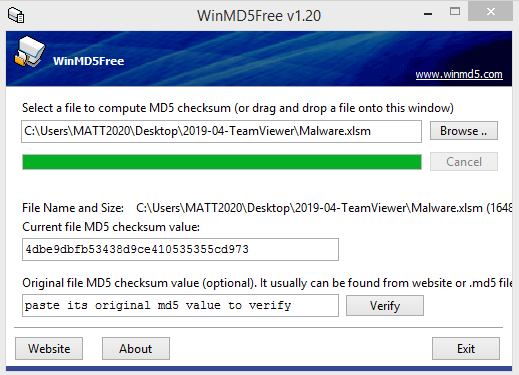 WinMD5Free v1.20
WinMD5Free
www.winmd5.com
Select a file to compute MD5 checksum (or drag and drop a file onto this window)
C:\Users\MATT2020\Desktop\2019-04-TeamViewer\Malware.xlsm
Browse ..
Cancel
File Name and Size: C:\Users\MATT2020\Desktop\2019-04-TeamViewer\Malware.xlsm (1648
Current file MD5 checksum value:
4dbe9dbfb53438d9ce410535355cd973
Original file MD5 checksum value (optional). It usually can be found from website or .md5 file
paste its original md5 value to verify
Verify
Website
About
Exit